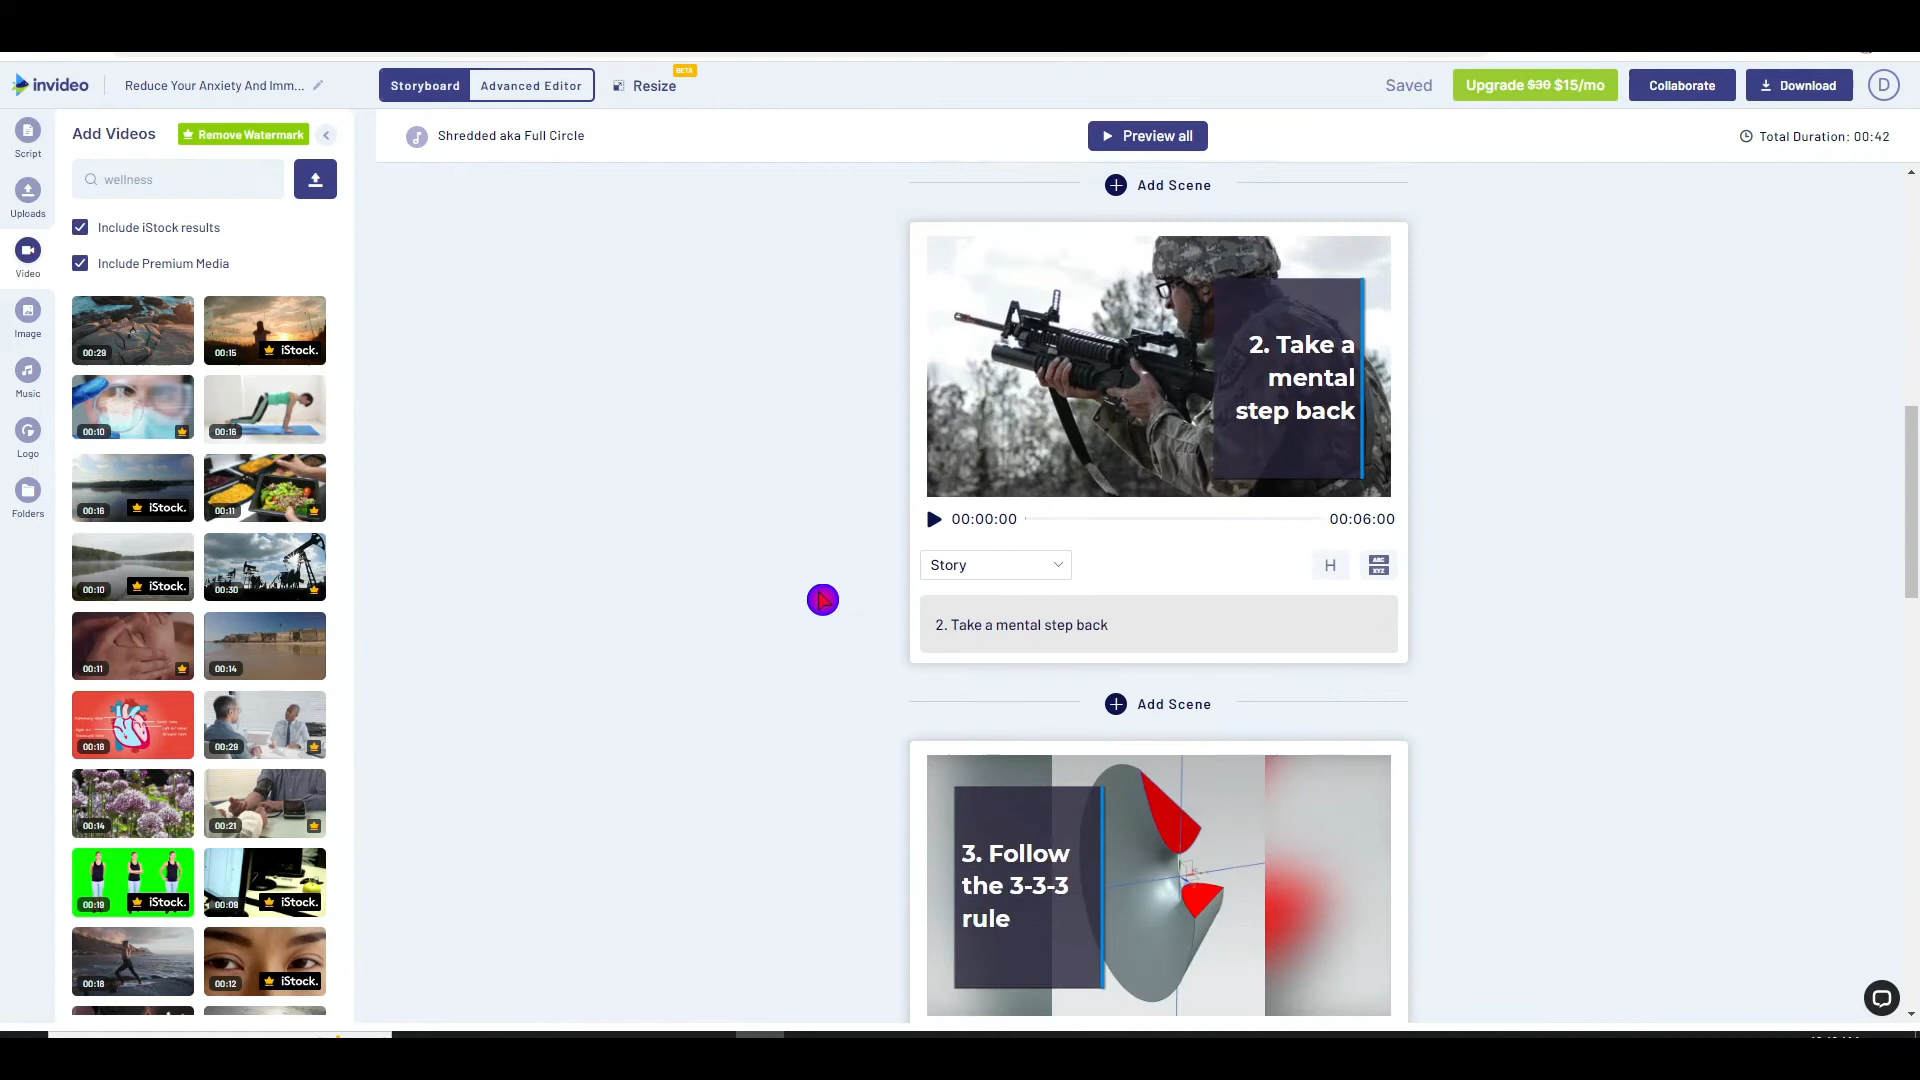 invideo
Reduce Your Anxiety And Imm...
Storyboard
Advanced Editor
Resize
BETA
Saved
Upgrade $30 $15/mo
Collaborate
Download
D
Script
Uploads
Video
Image
Music
Logo
Folders
Add Videos
Remove Watermark
wellness
Include iStock results
Include Premium Media
00:29
00:15
iStock.
00:10
00:16
00:16
iStock.
00:11
00:10
iStock.
00:30
00:11
00:14
00:18
00:29
00:14
00:21
00:19
iStock.
00:09
iStock.
00:18
00:12
iStock.
Shredded aka Full Circle
Preview all
Total Duration: 00:42
Add Scene
2. Take a
mental
step back
00:00:00
00:06:00
Story
H
ABC
XYZ
2. Take a mental step back
Add Scene
3. Follow
the 3-3-3
rule